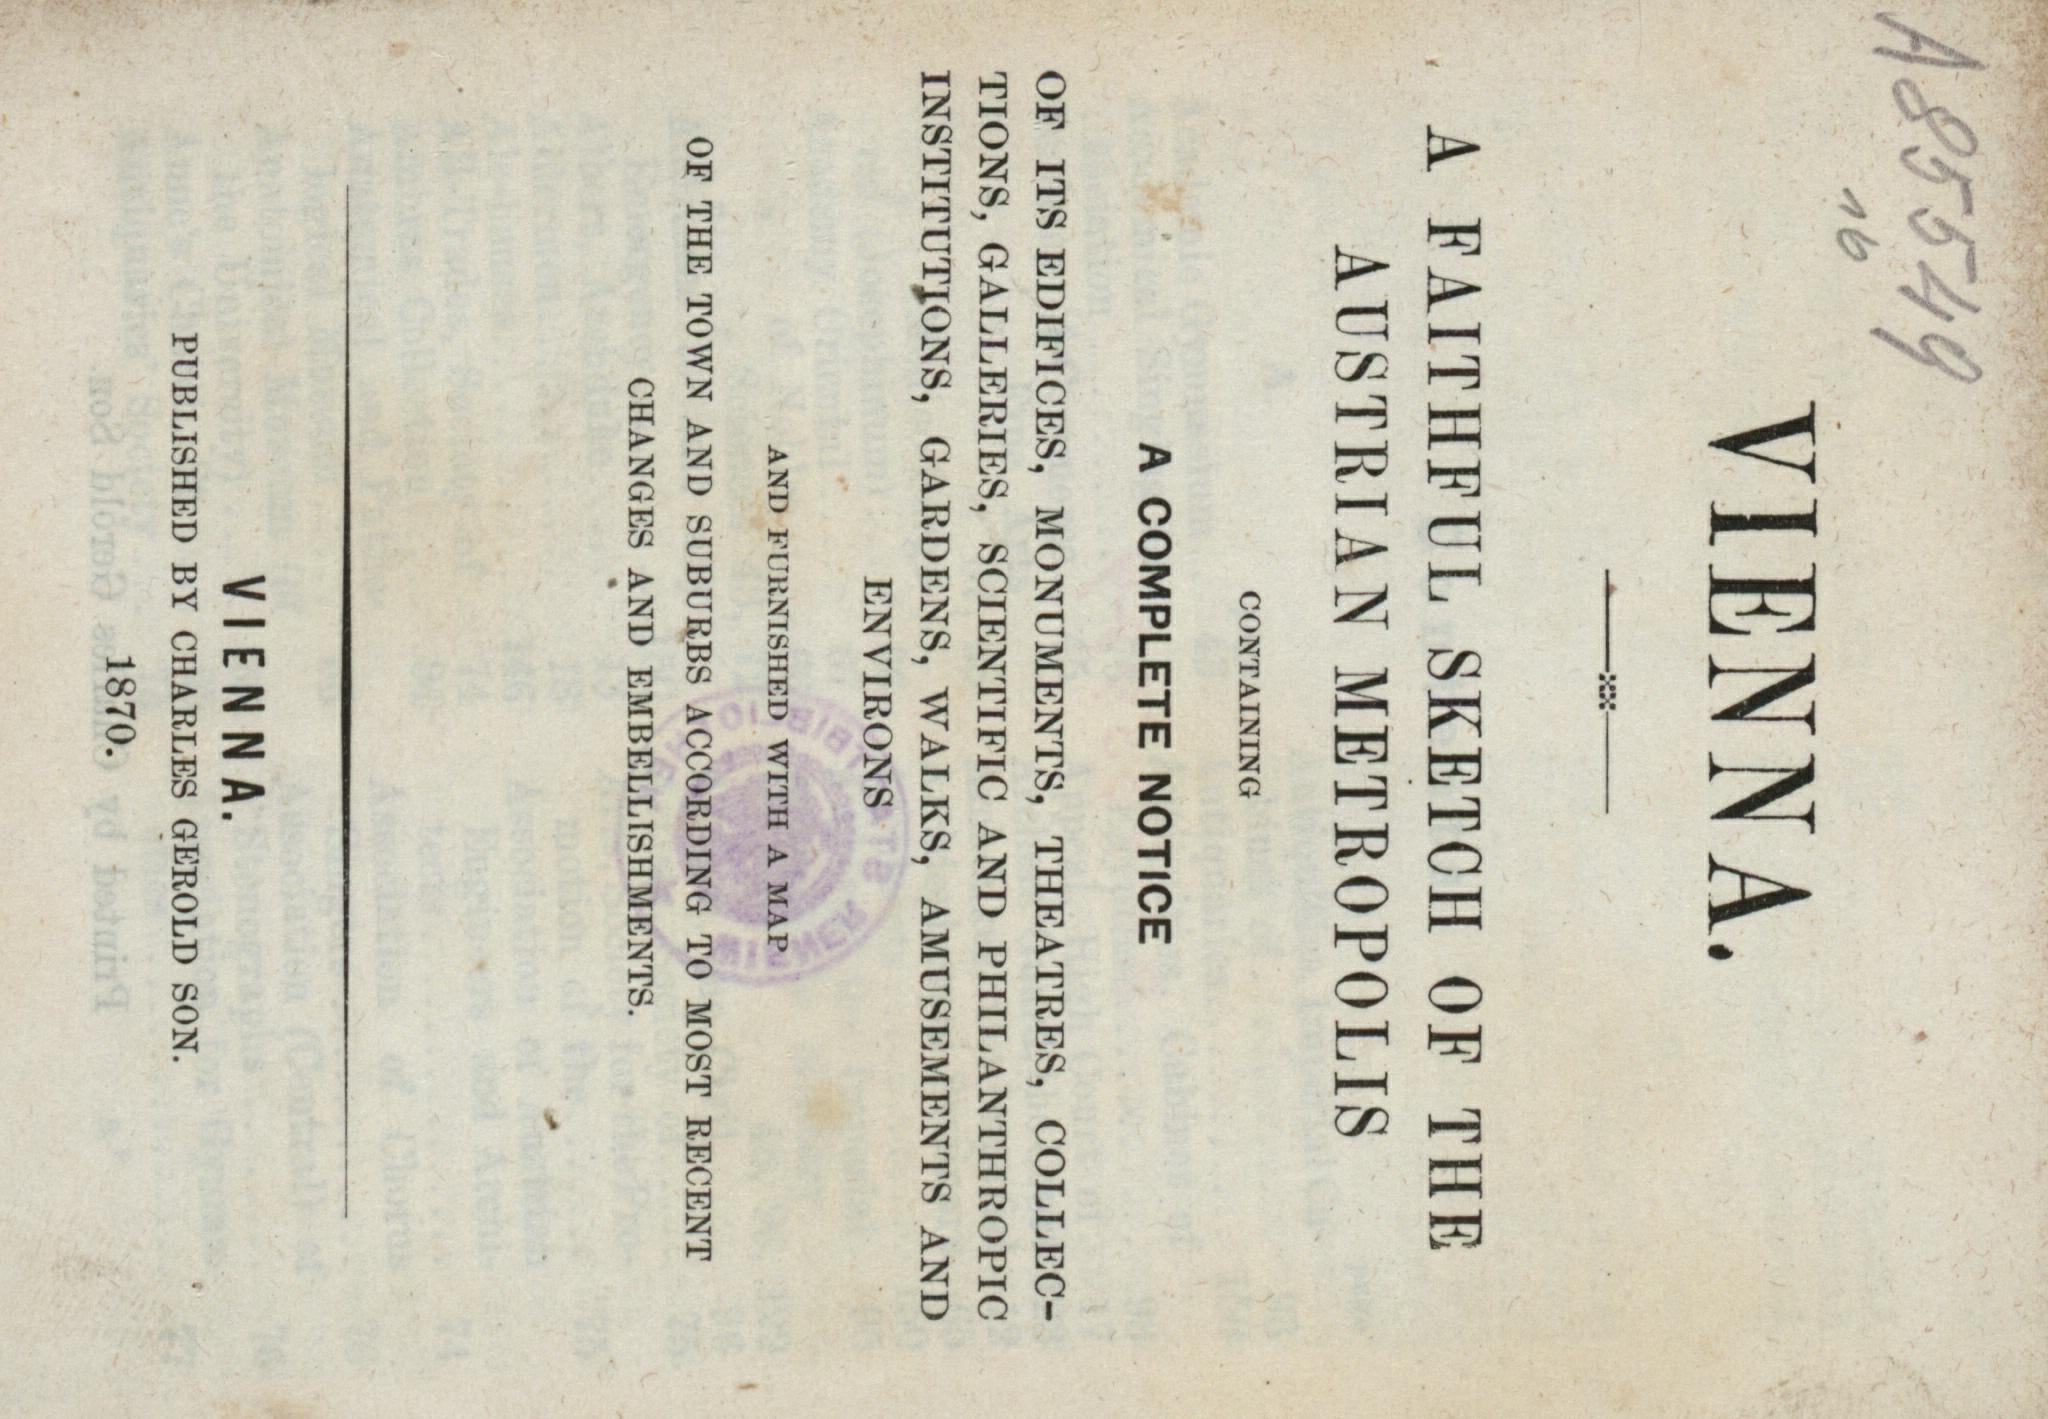 A 85549
VIENNA.
A FAITHFUL SKETCH OF THE
AUSTRIAN METROPOLIS
CONTAINING
A COMPLETE NOTICE
OF ITS EDIFICES, MONUMENTS, THEATRES, COLLEC-
TIONS, GALLERIES, SCIENTIFIC AND PHILANTHROPIC
INSTITUTIONS, GARDENS, WALKS, AMUSEMENTS AND
ENVIRONS
AND FURNISHED WITH A MAP
OF THE TOWN AND SUBURBS ACCORDING TO MOST RECENT
CHANGES AND EMBELLISHMENTS.
VIENNA.
PUBLISHED BY CHARLES GEROLD SON.
1870.